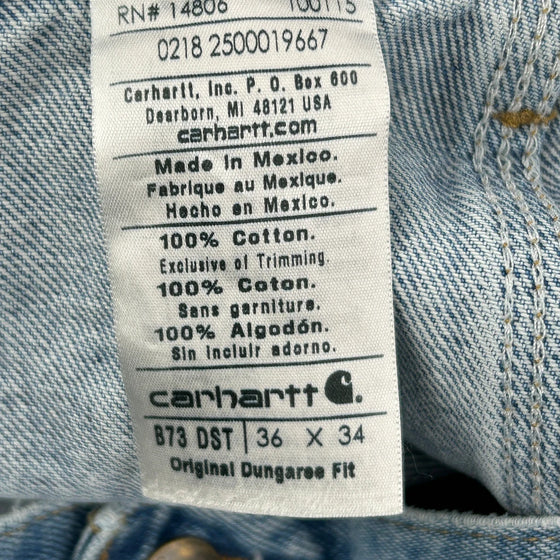 RN# 14806 100115
0218 2500019667
Carhartt, Inc. P. O. Box 600
Dearborn, MI 48121 USA
carhartt.com
Made in Mexico.
Fabrique au Mexique.
Hecho en Mexico.
100% Cotton.
Exclusive of Trimming.
100% Coton.
Sans garniture.
100% Algodón.
Sin incluir adorno.
carhartt
B73 DST | 36 X 34
Original Dungaree Fit